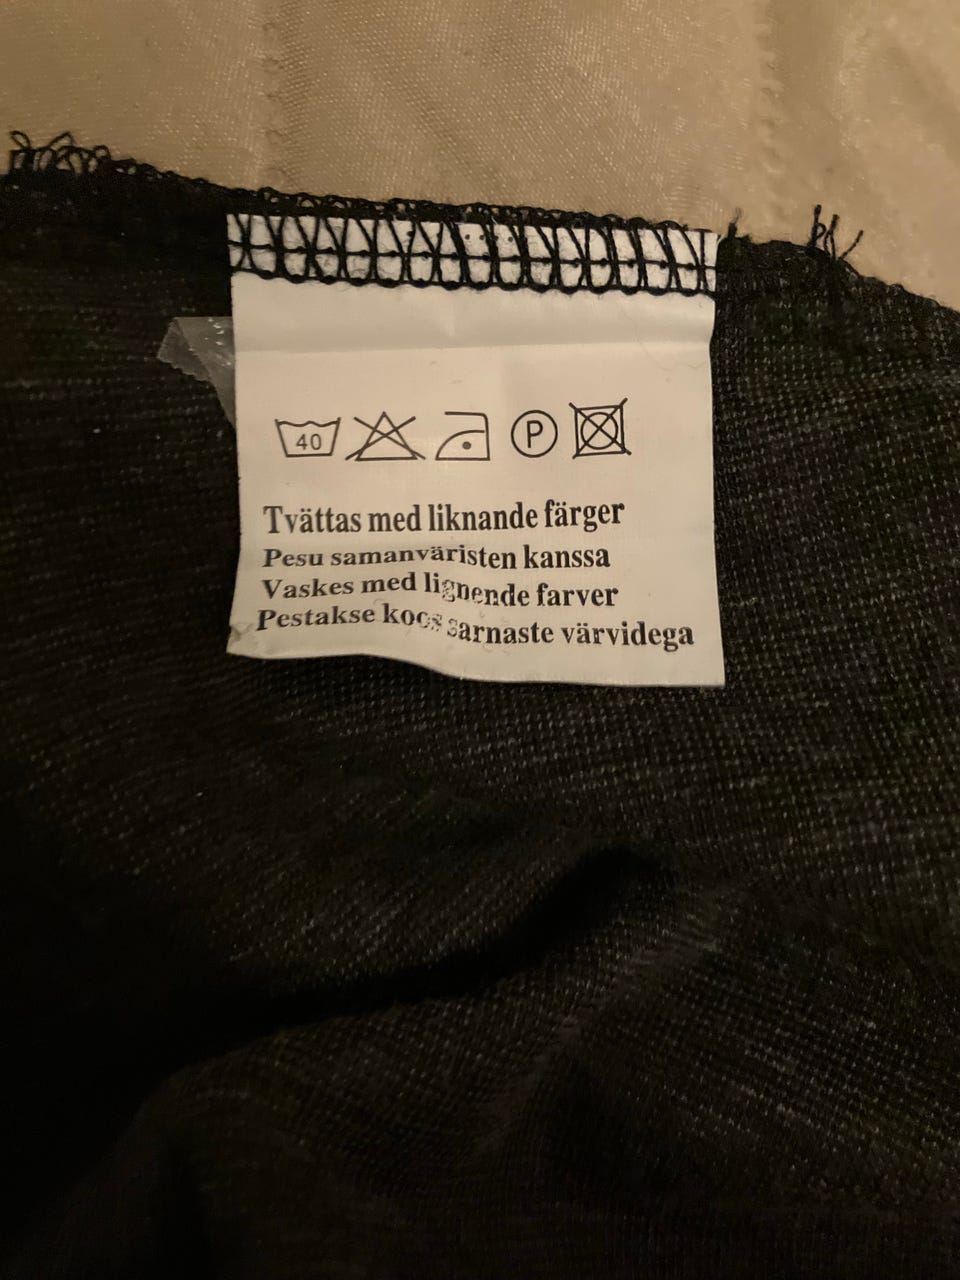 40 P
Tvättas med liknande färger
Pesu samanväristen kanssa
Vaskes med lignende farver
Pestakse koos sarnaste värvidega